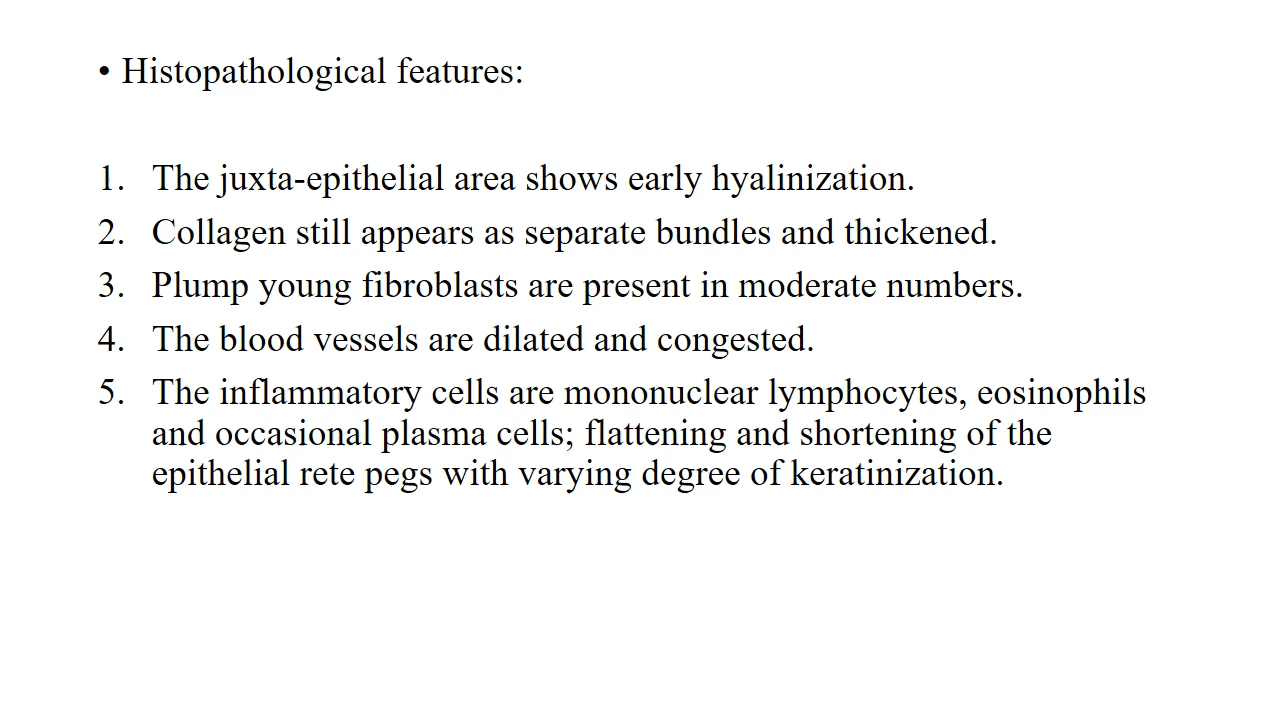 • Histopathological features:
1. The juxta-epithelial area shows early hyalinization.
2. Collagen still appears as separate bundles and thickened.
3. Plump young fibroblasts are present in moderate numbers.
4. The blood vessels are dilated and congested.
5. The inflammatory cells are mononuclear lymphocytes, eosinophils
and occasional plasma cells; flattening and shortening of the
epithelial rete pegs with varying degree of keratinization.